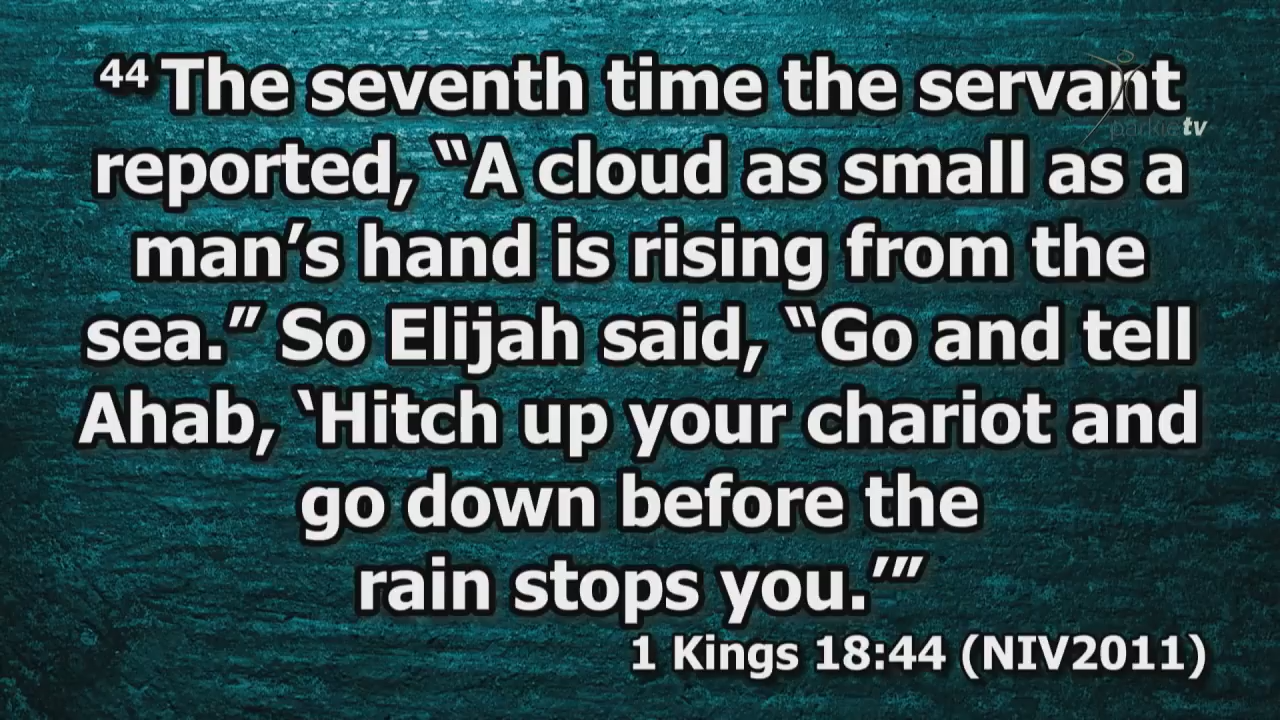 44 The seventh time the servant
reported, “A cloud as small as a
man’s hand is rising from the
sea.” So Elijah said, “Go and tell
Ahab, ‘Hitch up your chariot and
go down before the
rain stops you.’”
1 Kings 18:44 (NIV2011)
parkie tv